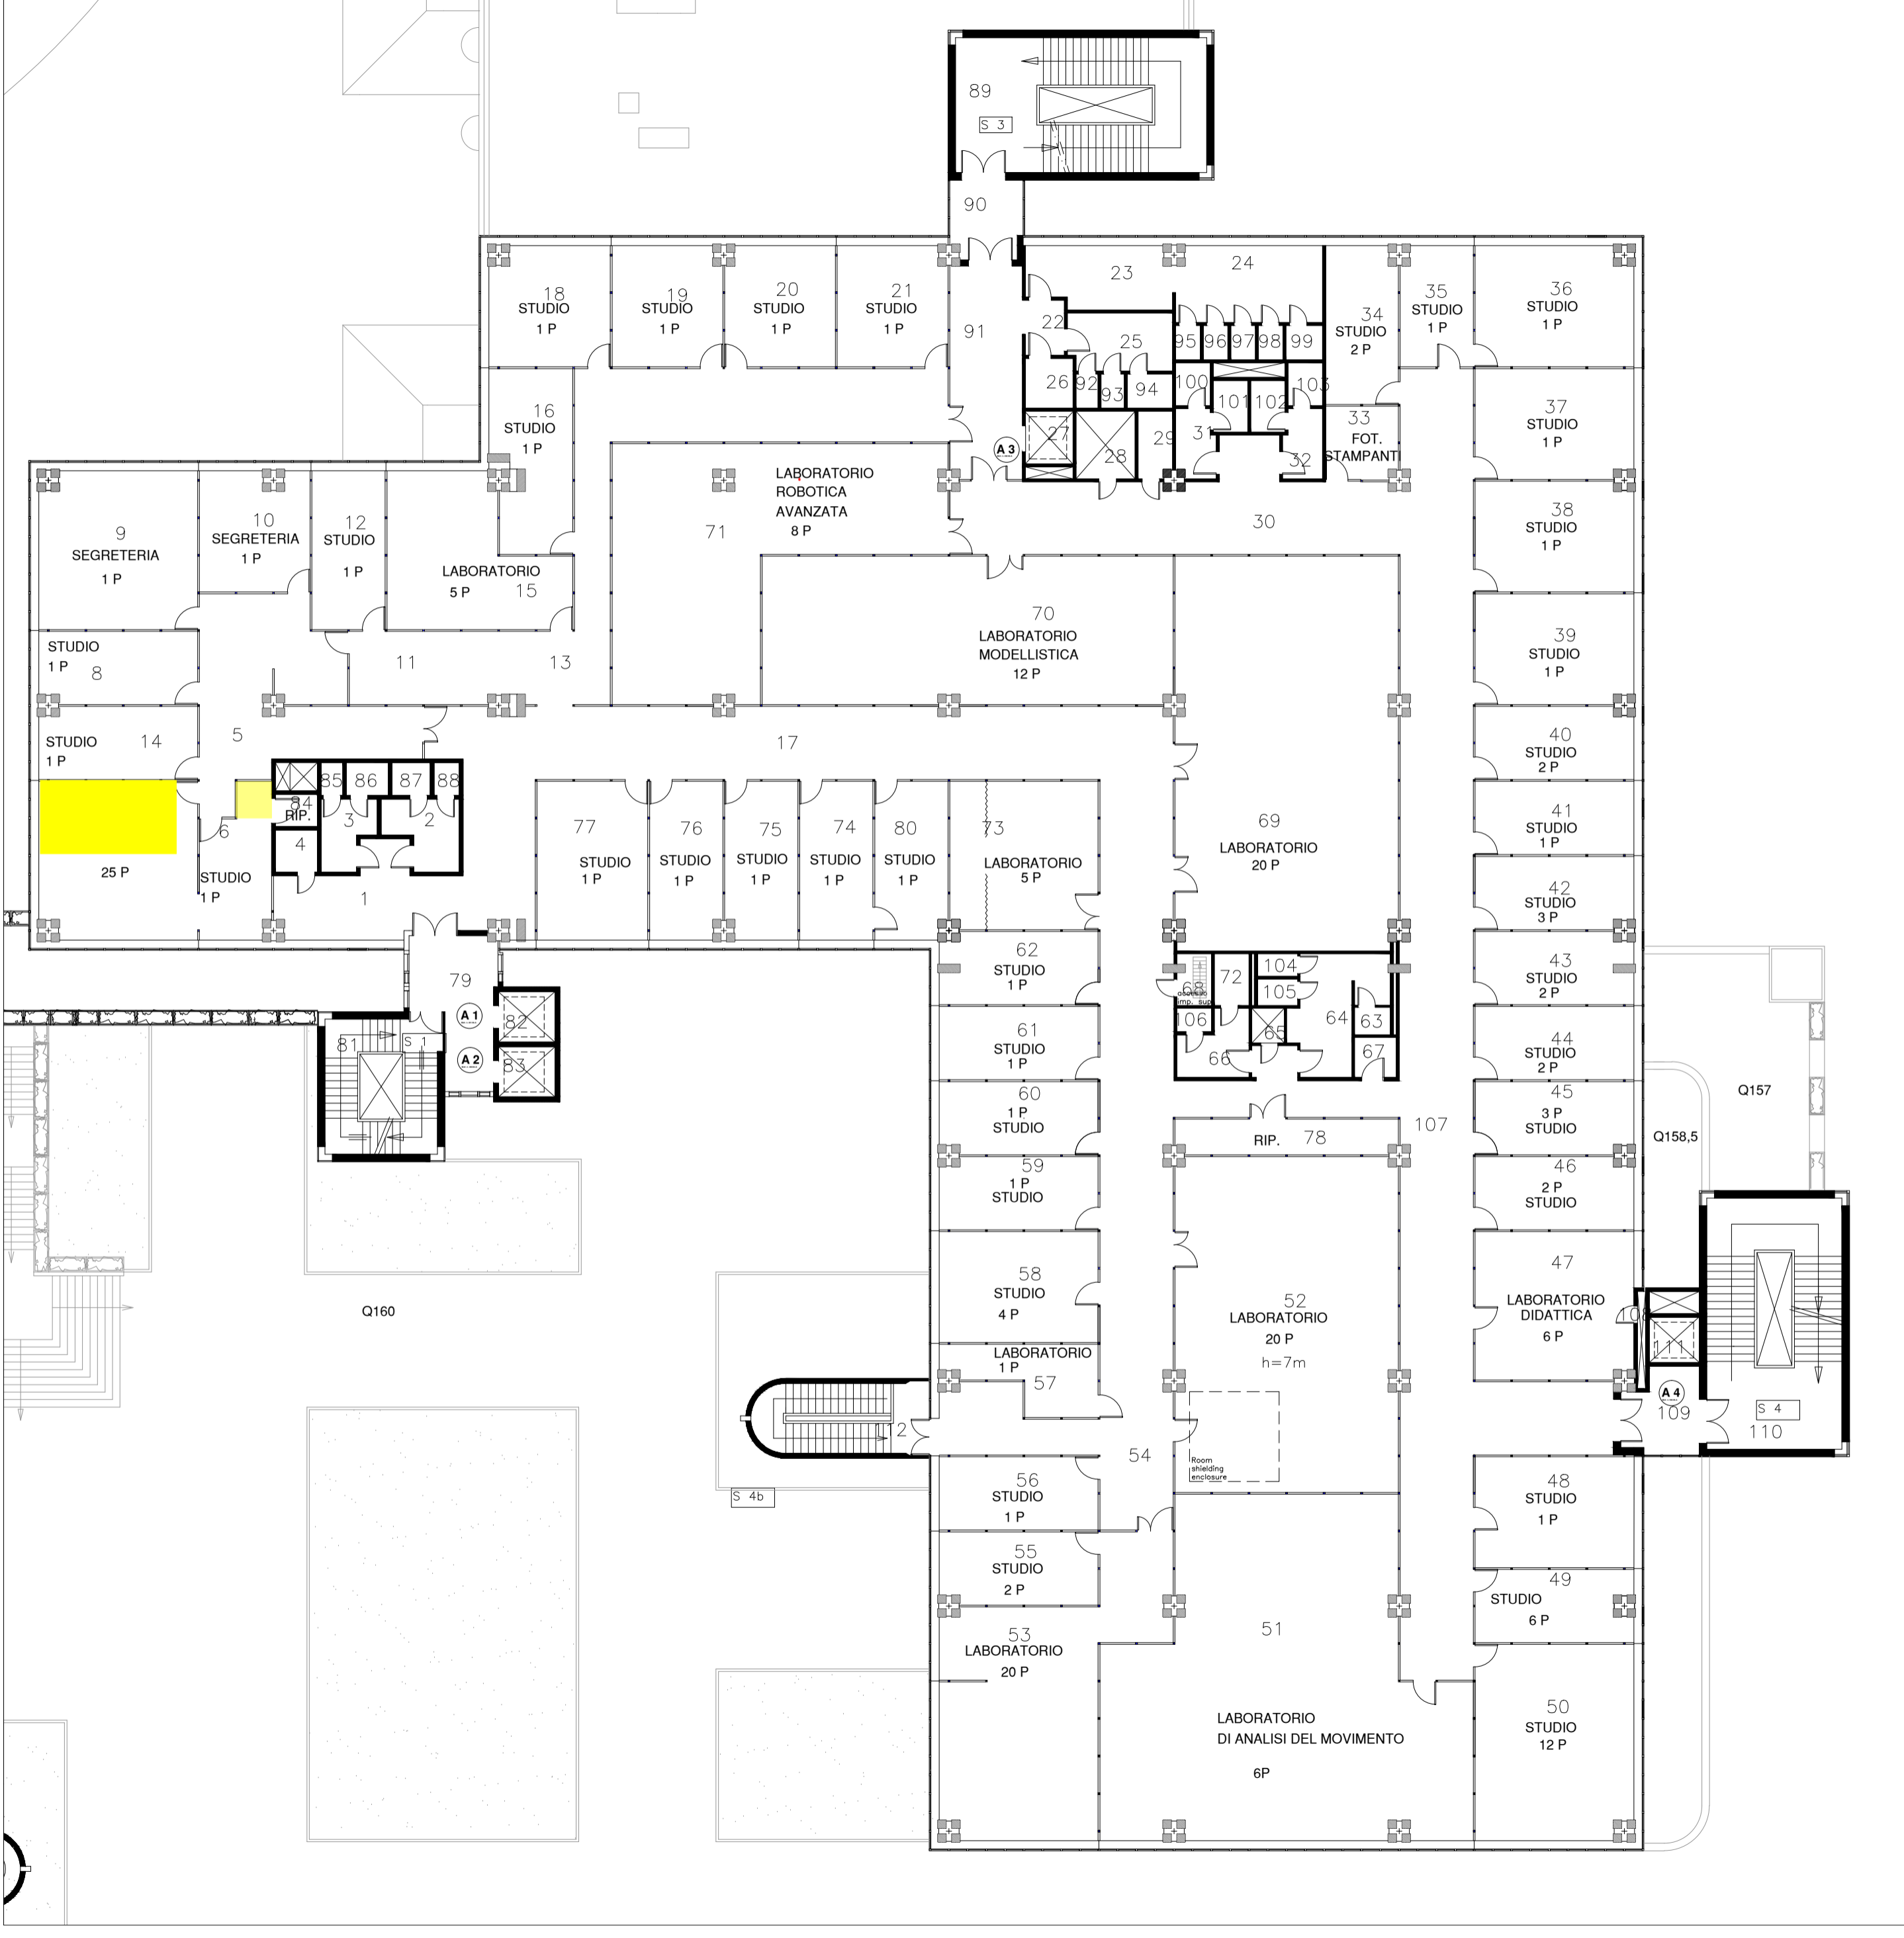 89
S 3
90
18
STUDIO
1 P
19
STUDIO
1 P
20
STUDIO
1 P
21
STUDIO
1 P
91
22
23
24
25
26
27
28
29
92
93
94
95
96
97
98
99
100
101
102
103
31
32
A 3
34
STUDIO
2 P
35
STUDIO
1 P
36
STUDIO
1 P
33
FOT.
STAMPANTI
37
STUDIO
1 P
16
STUDIO
1 P
9
SEGRETERIA
1 P
10
SEGRETERIA
1 P
12
STUDIO
1 P
LABORATORIO
5 P
15
LABORATORIO
ROBOTICA
AVANZATA
8 P
71
30
38
STUDIO
1 P
70
LABORATORIO
MODELLISTICA
12 P
39
STUDIO
1 P
STUDIO
1 P
8
11
13
STUDIO
1 P
14
5
17
40
STUDIO
2 P
85
86
87
88
84
RIP.
3
2
4
6
25 P
STUDIO
1 P
1
77
STUDIO
1 P
76
STUDIO
1 P
75
STUDIO
1 P
74
STUDIO
1 P
80
STUDIO
1 P
73
LABORATORIO
5 P
69
LABORATORIO
20 P
41
STUDIO
1 P
42
STUDIO
3 P
79
A 1
82
81
S 1
A 2
83
62
STUDIO
1 P
68
72
104
105
106
65
64
63
66
67
43
STUDIO
2 P
61
STUDIO
1 P
44
STUDIO
2 P
60
1 P
STUDIO
RIP.
78
107
45
3 P
STUDIO
Q157
Q158,5
59
1 P
STUDIO
46
2 P
STUDIO
58
STUDIO
4 P
52
LABORATORIO
20 P
h=7m
47
LABORATORIO
DIDATTICA
6 P
111
Q160
LABORATORIO
1 P
57
A 4
109
S 4
110
12
54
Room
shielding
enclosure
S 4b
56
STUDIO
1 P
48
STUDIO
1 P
55
STUDIO
2 P
49
STUDIO
6 P
53
LABORATORIO
20 P
51
LABORATORIO
DI ANALISI DEL MOVIMENTO
6P
50
STUDIO
12 P